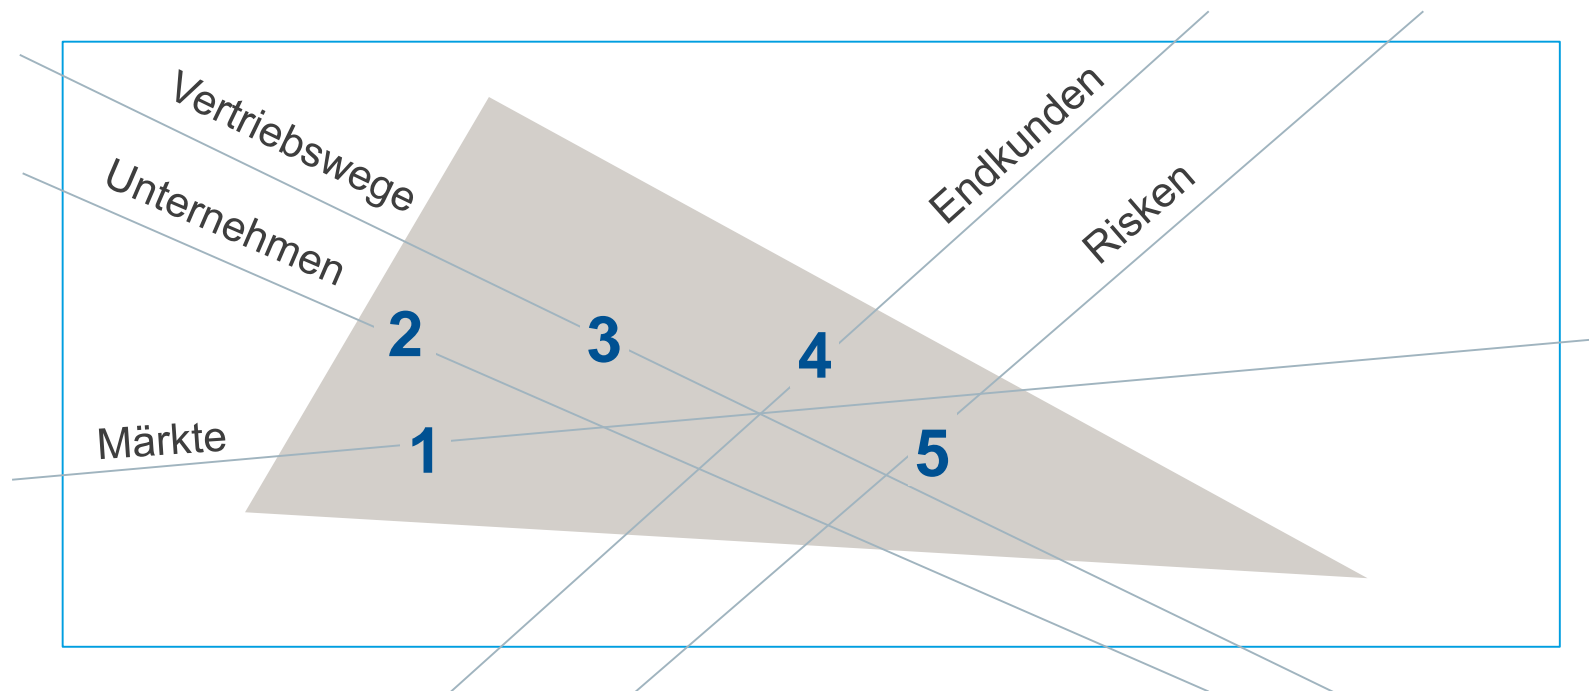 Vertriebswege
Unternehmen
Märkte
Endkunden
Risken
2
3
4
1
5